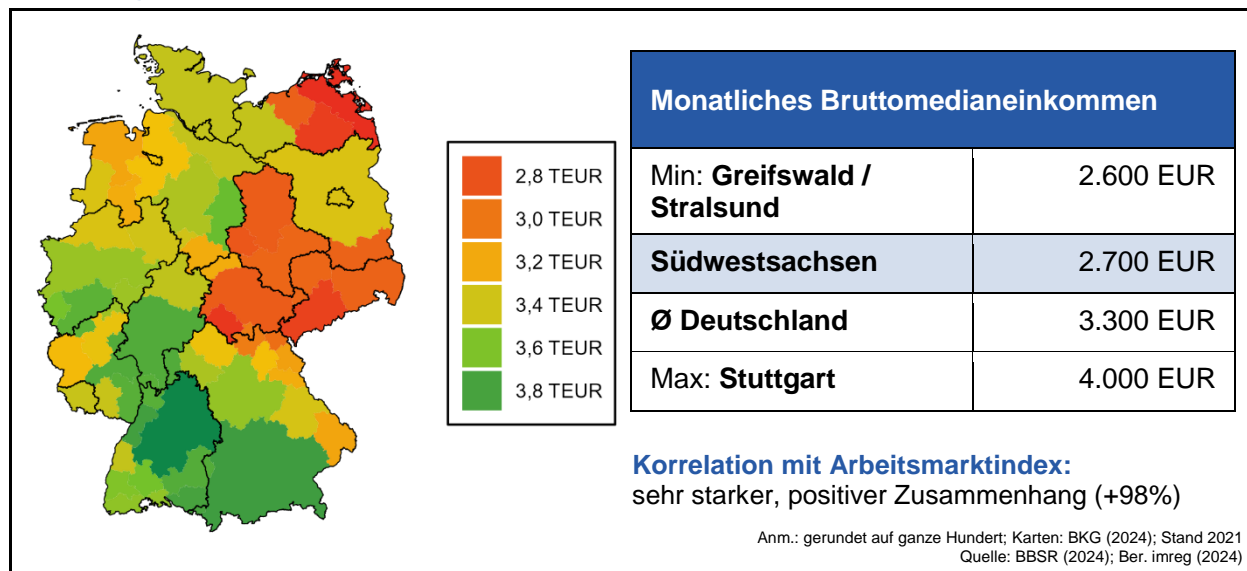 2,8 TEUR
3,0 TEUR
3,2 TEUR
3,4 TEUR
3,6 TEUR
3,8 TEUR
Monatliches Bruttomedianeinkommen
Min: Greifswald / 2.600 EUR
Stralsund
Südwestsachsen 2.700 EUR
Ø Deutschland 3.300 EUR
Max: Stuttgart 4.000 EUR
Korrelation mit Arbeitsmarktindex:
sehr starker, positiver Zusammenhang (+98%)
Anm.: gerundet auf ganze Hundert; Karten: BKG (2024); Stand 2021
Quelle: BBSR (2024); Ber. imreg (2024)